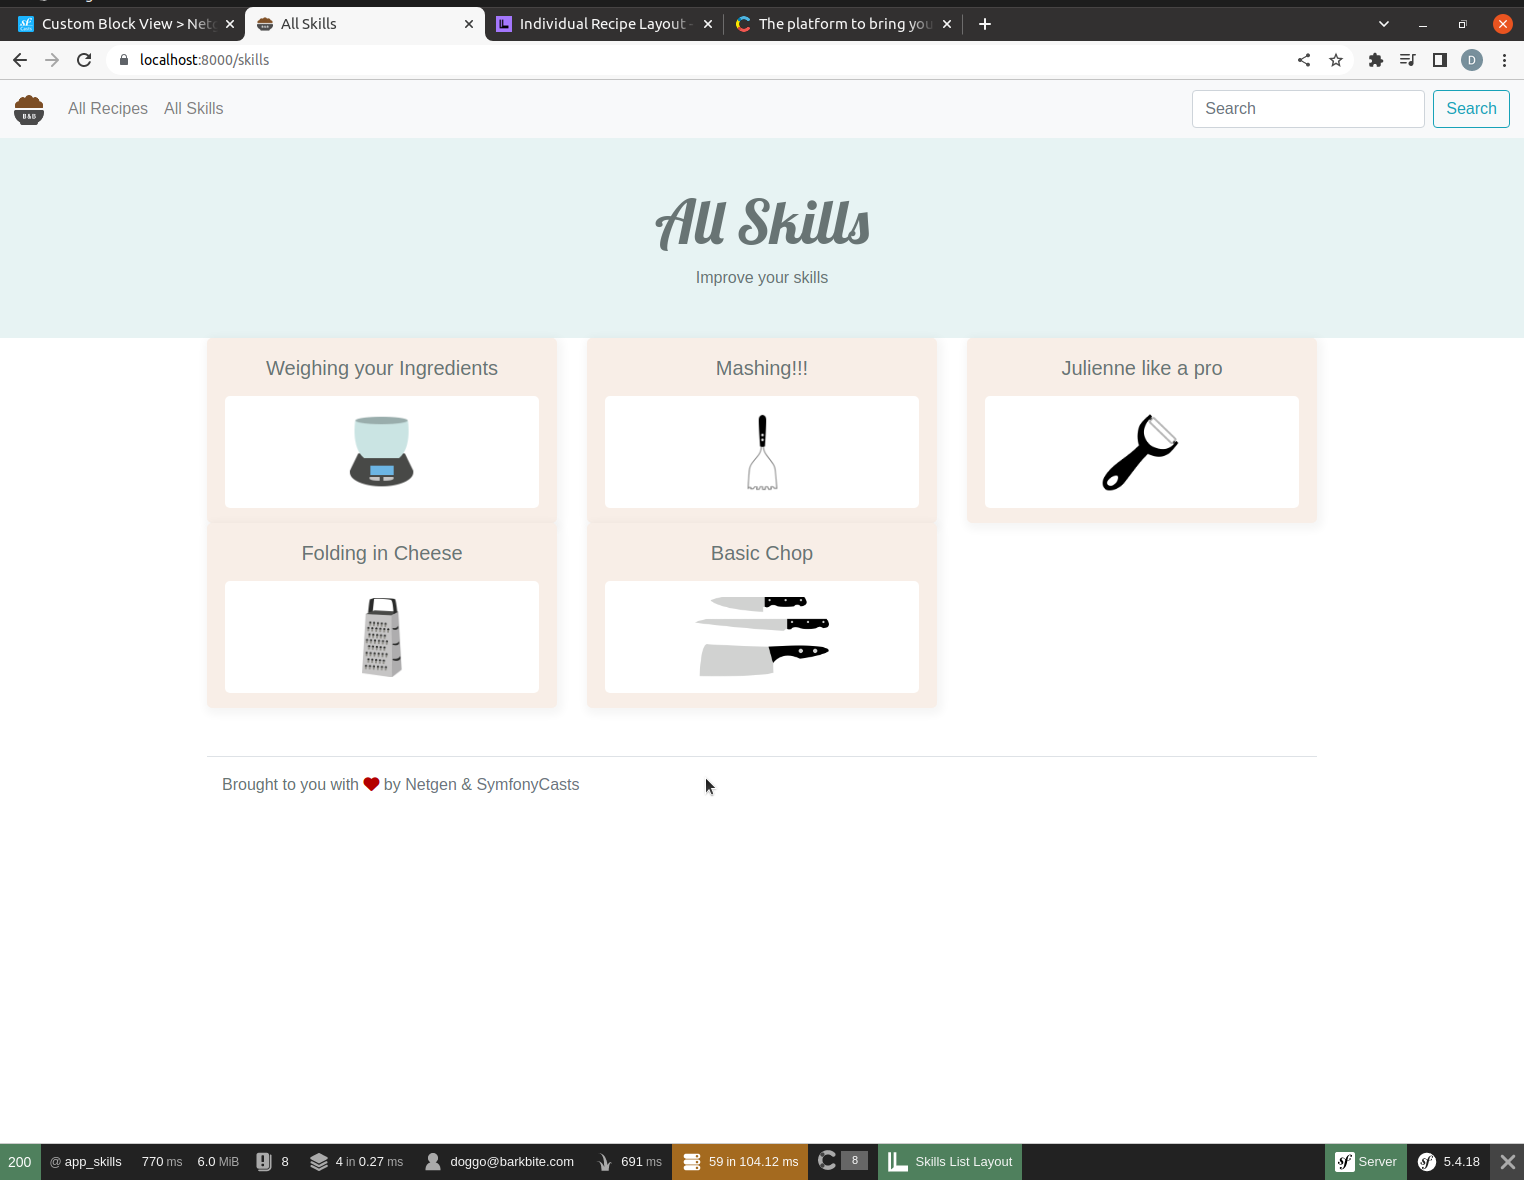 Custom Block View > Netg
All Skills
Individual Recipe Layout -
The platform to bring you
localhost:8000/skills
D
B&B
All Recipes
All Skills
Search
Search
All Skills
Improve your skills
Weighing your Ingredients
Mashing!!!
Julienne like a pro
Folding in Cheese
Basic Chop
Brought to you with ❤ by Netgen & SymfonyCasts
200
@ app_skills
770 ms
6.0 MiB
8
4 in 0.27 ms
doggo@barkbite.com
691 ms
59 in 104.12 ms
8
Skills List Layout
sf Server
sf 5.4.18